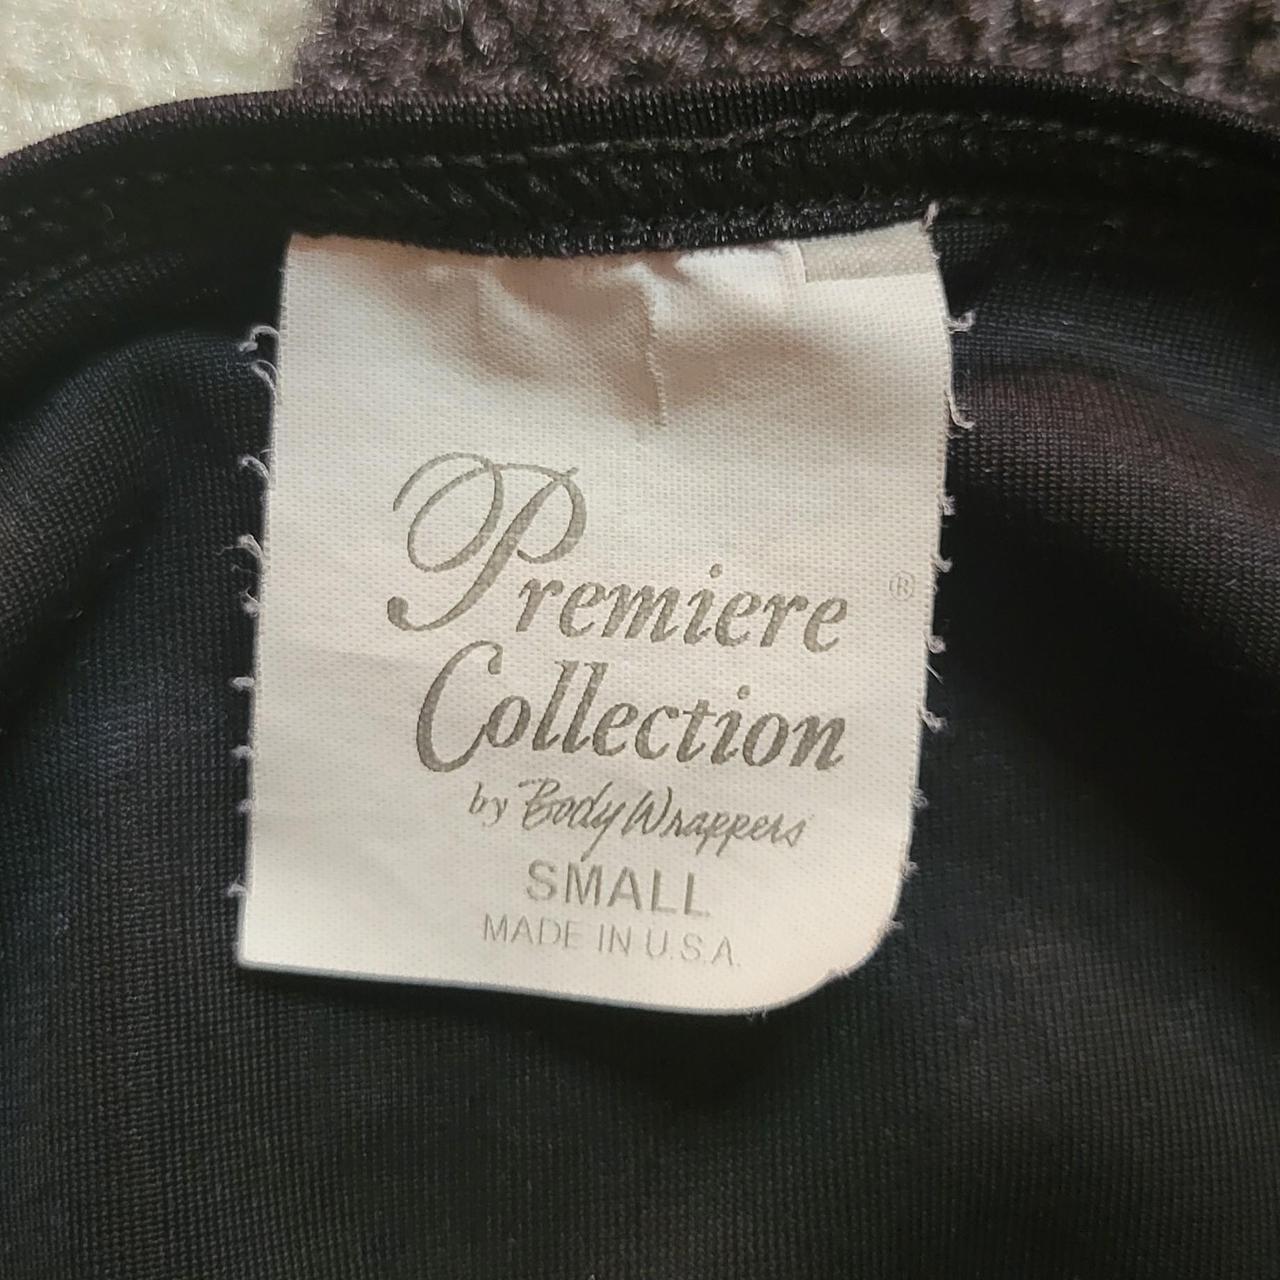 Premiere ®
Collection
by Body Wrappers
SMALL
MADE IN U.S.A.